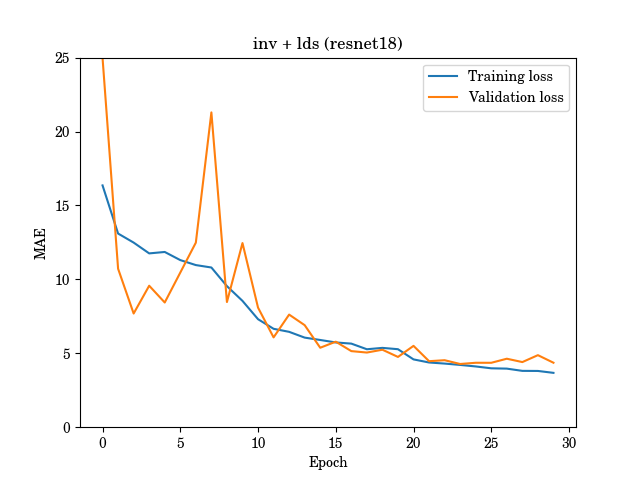 inv + lds (resnet18)
Training loss
Validation loss
MAE
25
20
15
10
5
0
0 5 10 15 20 25 30
Epoch